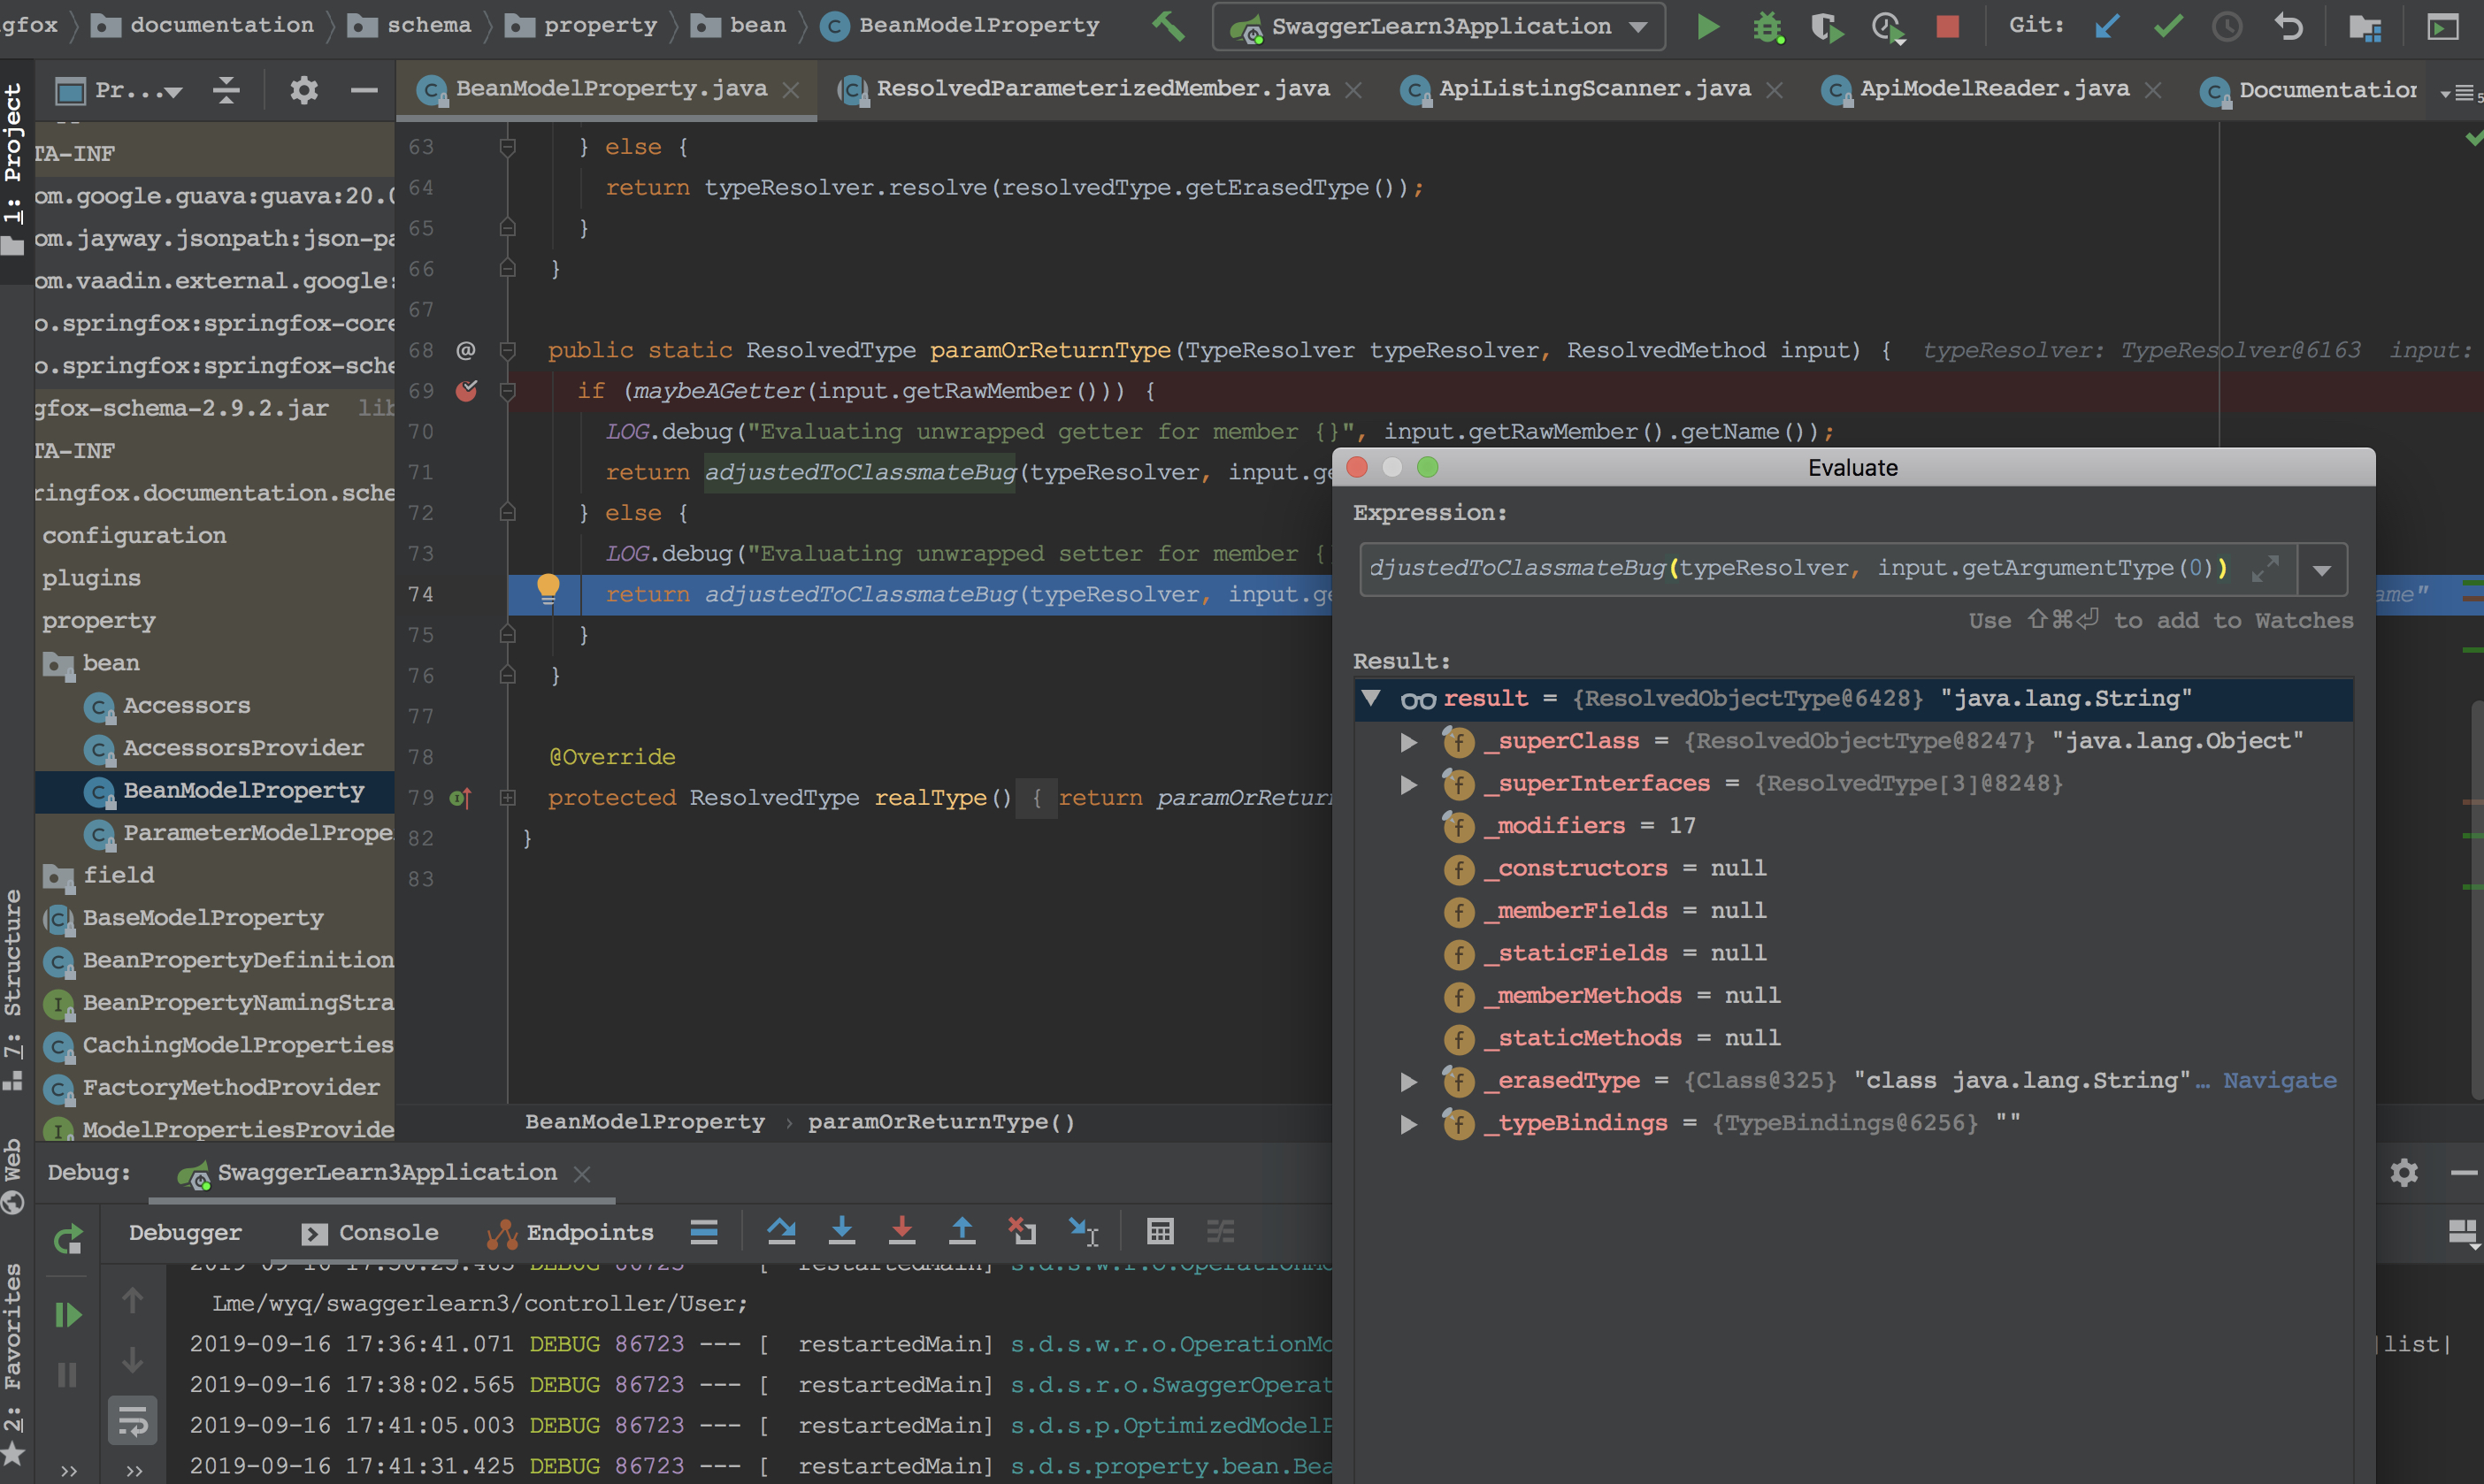 gfox documentation schema property bean BeanModelProperty SwaggerLearn3Application Git:
Pr... BeanModelProperty.java ResolvedParameterizedMember.java ApiListingScanner.java ApiModelReader.java Documentation 5
1: Project
7: Structure
Web
2: Favorites
TA-INF
om.google.guava:guava:20.0
om.jayway.jsonpath:json-pa
om.vaadin.external.google:
o.springfox:springfox-core
o.springfox:springfox-sche
gfox-schema-2.9.2.jar lib
TA-INF
ringfox.documentation.sche
configuration
plugins
property
bean
Accessors
AccessorsProvider
BeanModelProperty
ParameterModelPrope
field
BaseModelProperty
BeanPropertyDefinition
BeanPropertyNamingStra
CachingModelProperties
FactoryMethodProvider
ModelPropertiesProvide
63 } else {
64 return typeResolver.resolve(resolvedType.getErasedType());
65 }
66 }
67
68 @ public static ResolvedType paramOrReturnType(TypeResolver typeResolver, ResolvedMethod input) { typeResolver: TypeResolver@6163 input:
69 if (maybeAGetter(input.getRawMember())) {
70 LOG.debug("Evaluating unwrapped getter for member {}", input.getRawMember().getName());
71 return adjustedToClassmateBug(typeResolver, input.ge
72 } else {
73 LOG.debug("Evaluating unwrapped setter for member {
74 return adjustedToClassmateBug(typeResolver, input.ge ame"
75 }
76 }
77
78 @Override
79 protected ResolvedType realType() { return paramOrReturn
82 }
83
BeanModelProperty › paramOrReturnType()
Evaluate
Expression:
djustedToClassmateBug(typeResolver, input.getArgumentType(0))
Use ⇧⌘⏎ to add to Watches
Result:
result = {ResolvedObjectType@6428} "java.lang.String"
_superClass = {ResolvedObjectType@8247} "java.lang.Object"
_superInterfaces = {ResolvedType[3]@8248}
_modifiers = 17
_constructors = null
_memberFields = null
_staticFields = null
_memberMethods = null
_staticMethods = null
_erasedType = {Class@325} "class java.lang.String"... Navigate
_typeBindings = {TypeBindings@6256} ""
Debug: SwaggerLearn3Application
Debugger Console Endpoints
DEBUG 86723 --- [ restartedMain] s.d.s.w.r.o.OperationMo
Lme/wyq/swaggerlearn3/controller/User;
2019-09-16 17:36:41.071 DEBUG 86723 --- [ restartedMain] s.d.s.w.r.o.OperationMo |list|
2019-09-16 17:38:02.565 DEBUG 86723 --- [ restartedMain] s.d.s.r.o.SwaggerOperat
2019-09-16 17:41:05.003 DEBUG 86723 --- [ restartedMain] s.d.s.p.OptimizedModelP
2019-09-16 17:41:31.425 DEBUG 86723 --- [ restartedMain] s.d.s.property.bean.Bea